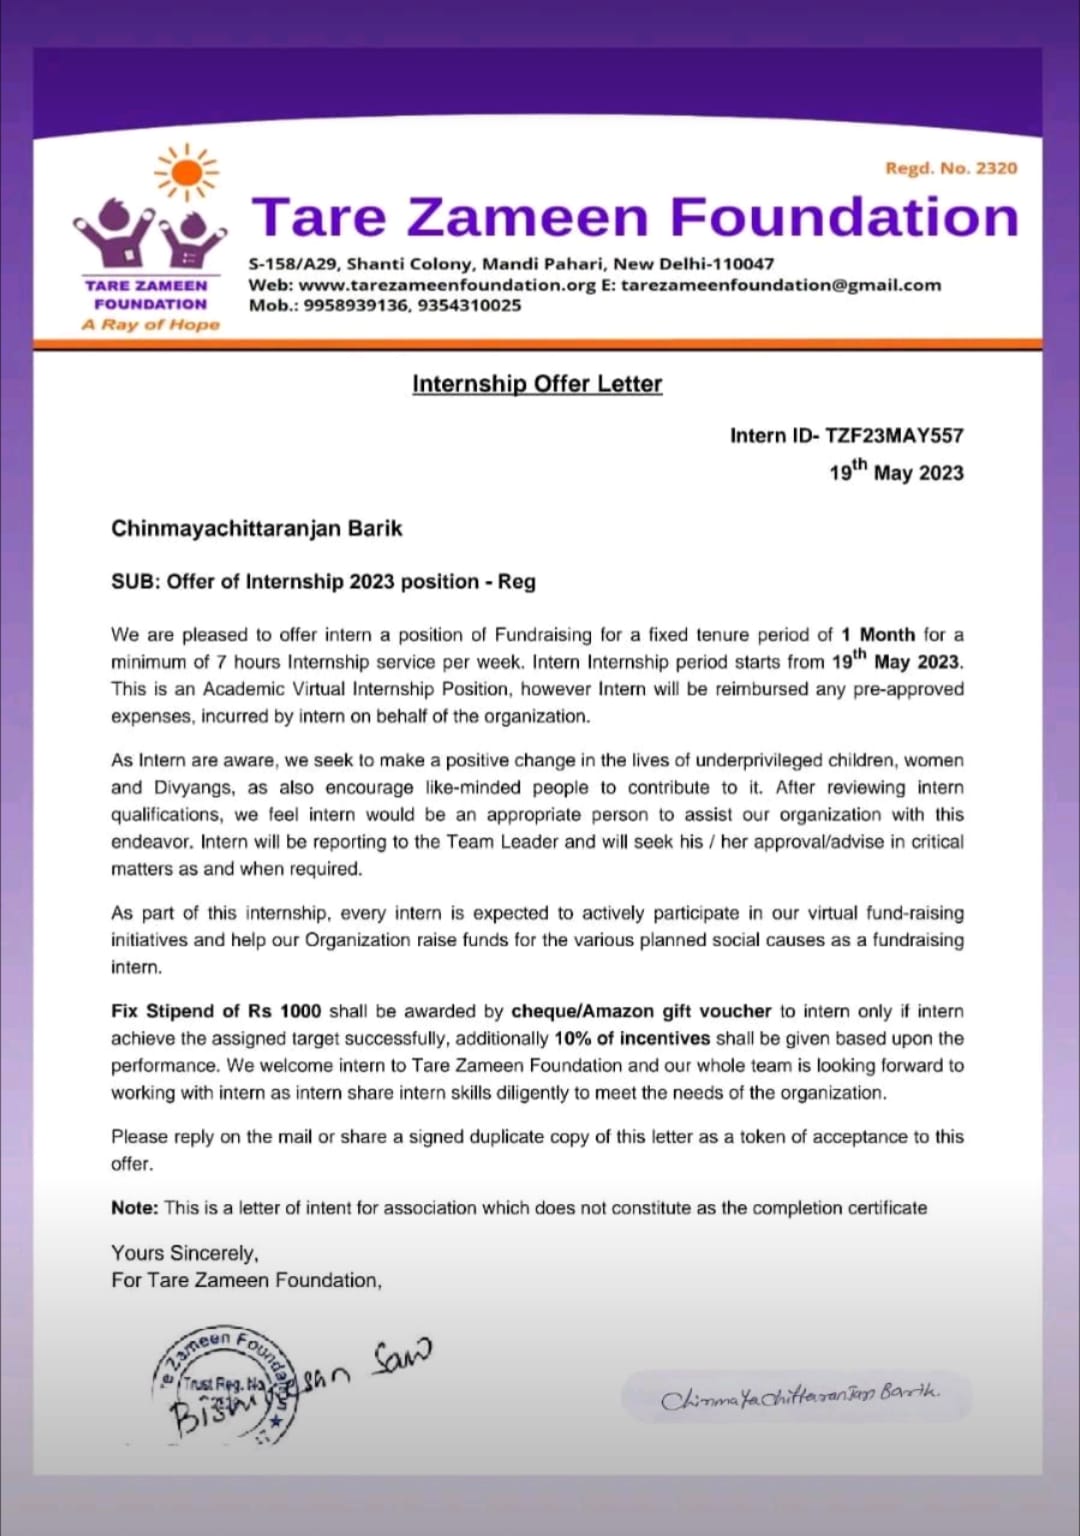 Regd. No. 2320
Tare Zameen Foundation
S-158/A29, Shanti Colony, Mandi Pahari, New Delhi-110047
Web: www.tarezameenfoundation.org E: tarezameenfoundation@gmail.com
Mob.: 9958939136, 9354310025
TARE ZAMEEN
FOUNDATION
A Ray of Hope
Internship Offer Letter
Intern ID- TZF23MAY557
19th May 2023
Chinmayachittaranjan Barik
SUB: Offer of Internship 2023 position - Reg
We are pleased to offer intern a position of Fundraising for a fixed tenure period of 1 Month for a
minimum of 7 hours Internship service per week. Intern Internship period starts from 19th May 2023.
This is an Academic Virtual Internship Position, however Intern will be reimbursed any pre-approved
expenses, incurred by intern on behalf of the organization.
As Intern are aware, we seek to make a positive change in the lives of underprivileged children, women
and Divyangs, as also encourage like-minded people to contribute to it. After reviewing intern
qualifications, we feel intern would be an appropriate person to assist our organization with this
endeavor. Intern will be reporting to the Team Leader and will seek his / her approval/advise in critical
matters as and when required.
As part of this internship, every intern is expected to actively participate in our virtual fund-raising
initiatives and help our Organization raise funds for the various planned social causes as a fundraising
intern.
Fix Stipend of Rs 1000 shall be awarded by cheque/Amazon gift voucher to intern only if intern
achieve the assigned target successfully, additionally 10% of incentives shall be given based upon the
performance. We welcome intern to Tare Zameen Foundation and our whole team is looking forward to
working with intern as intern share intern skills diligently to meet the needs of the organization.
Please reply on the mail or share a signed duplicate copy of this letter as a token of acceptance to this
offer.
Note: This is a letter of intent for association which does not constitute as the completion certificate
Yours Sincerely,
For Tare Zameen Foundation,
Zameen Foundation
Trust Reg. No
Chinmayachittaranjan Barik.